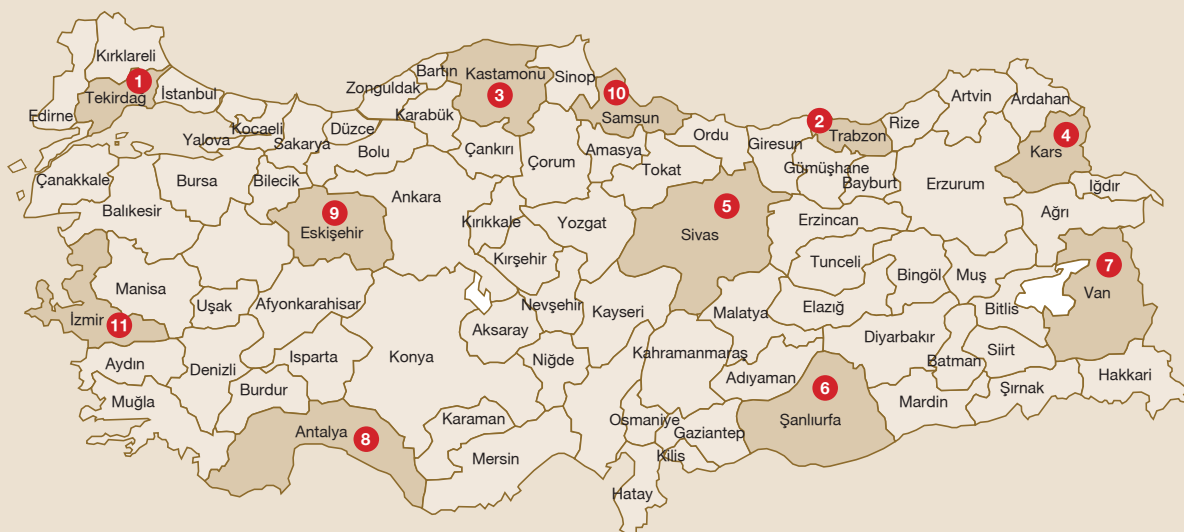 Kırklareli
1
Tekirdağ
İstanbul
Edirne
Zonguldak
Bartın
Kastamonu
3
Karabük
Sinop
10
Samsun
2
Trabzon
Rize
Artvin
Ardahan
4
Kars
Iğdır
Yalova
Kocaeli
Sakarya
Düzce
Bolu
Çankırı
Çorum
Amasya
Tokat
Ordu
Giresun
Gümüşhane
Bayburt
Erzurum
Ağrı
Çanakkale
Balıkesir
Bursa
Bilecik
9
Eskişehir
Ankara
Kırıkkale
Kırşehir
Yozgat
5
Sivas
Erzincan
Tunceli
Bingöl
Muş
7
Van
Bitlis
Manisa
İzmir
11
Uşak
Afyonkarahisar
Aksaray
Nevşehir
Kayseri
Malatya
Elazığ
Diyarbakır
Batman
Siirt
Şırnak
Hakkari
Aydın
Muğla
Denizli
Isparta
Burdur
Konya
Niğde
Kahramanmaraş
Adıyaman
6
Şanlıurfa
Mardin
Antalya
8
Karaman
Mersin
Osmaniye
Gaziantep
Kilis
Hatay